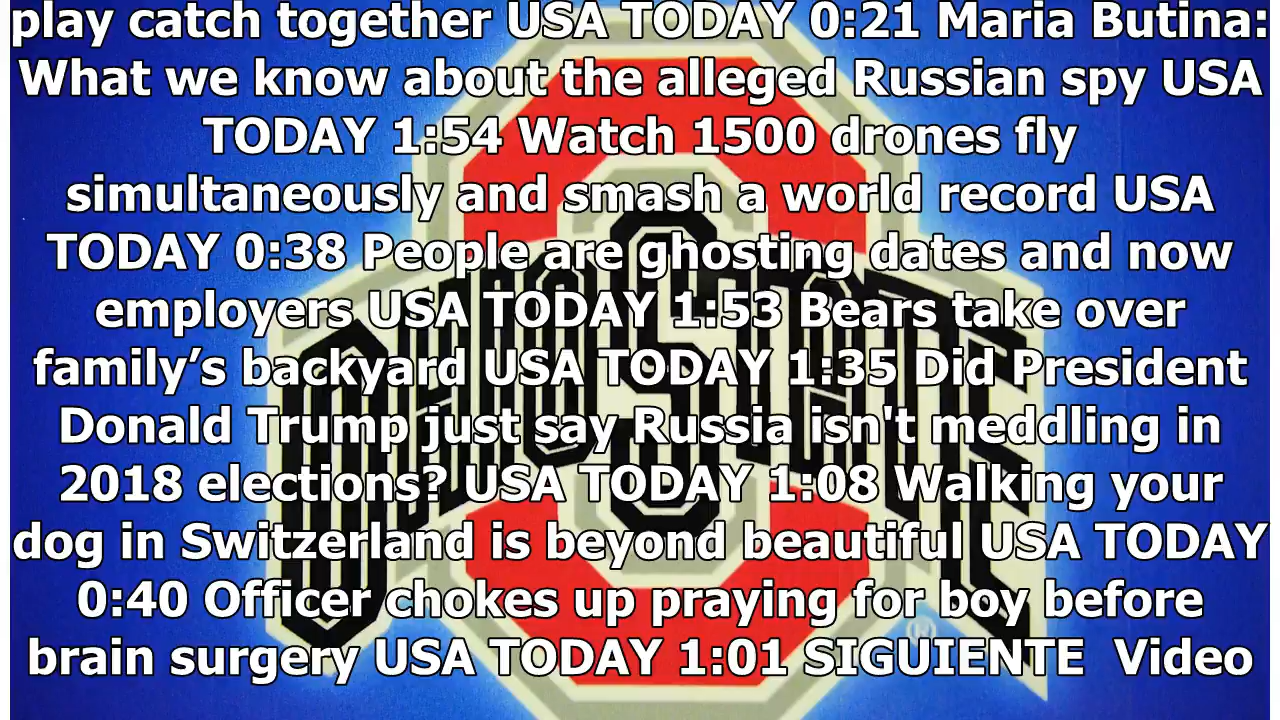 play catch together USA TODAY 0:21 Maria Butina:
What we know about the alleged Russian spy USA
TODAY 1:54 Watch 1500 drones fly
simultaneously and smash a world record USA
TODAY 0:38 People are ghosting dates and now
employers USA TODAY 1:53 Bears take over
family’s backyard USA TODAY 1:35 Did President
Donald Trump just say Russia isn't meddling in
2018 elections? USA TODAY 1:08 Walking your
dog in Switzerland is beyond beautiful USA TODAY
0:40 Officer chokes up praying for boy before
brain surgery USA TODAY 1:01 SIGUIENTE  Video
OHIO STATE
®